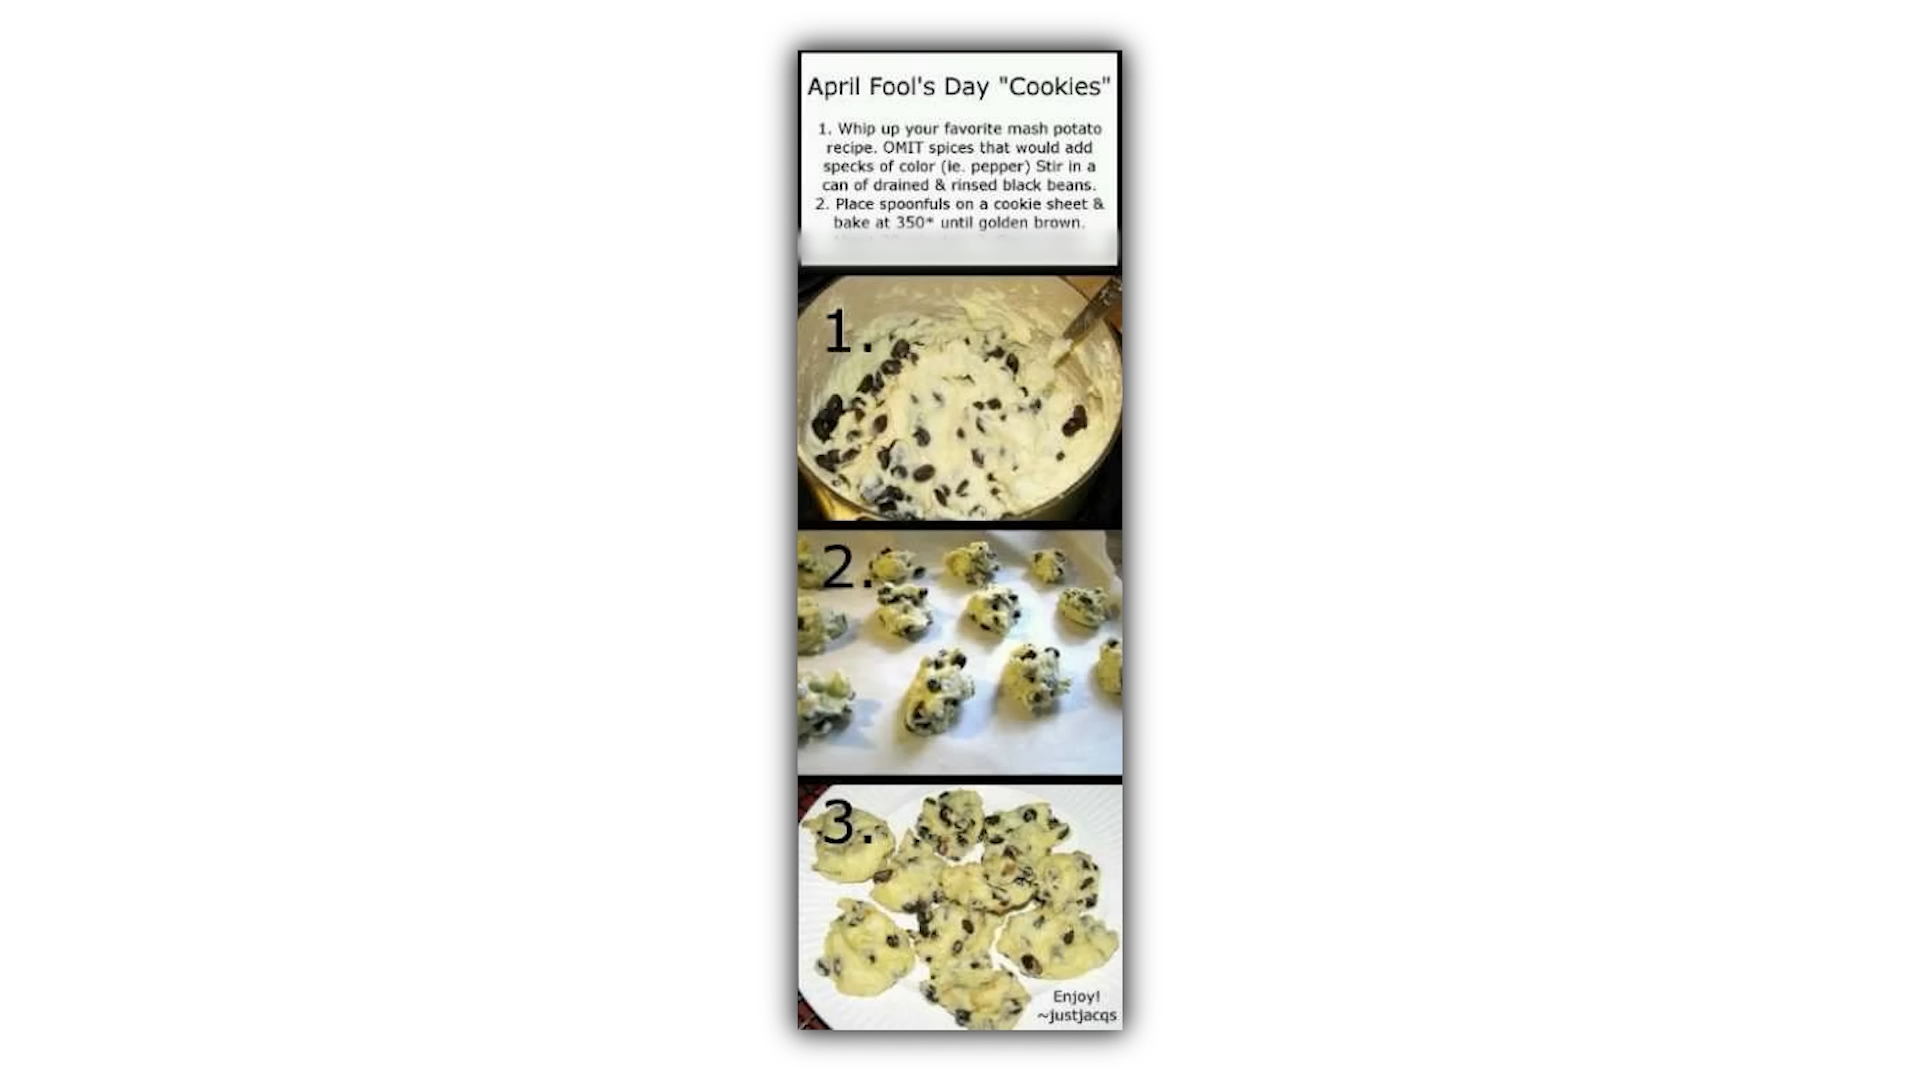 April Fool's Day "Cookies"
1. Whip up your favorite mash potato
recipe. OMIT spices that would add
specks of color (ie. pepper) Stir in a
can of drained & rinsed black beans.
2. Place spoonfuls on a cookie sheet &
bake at 350* until golden brown.
1.
2.
3.
Enjoy!
~justjacqs